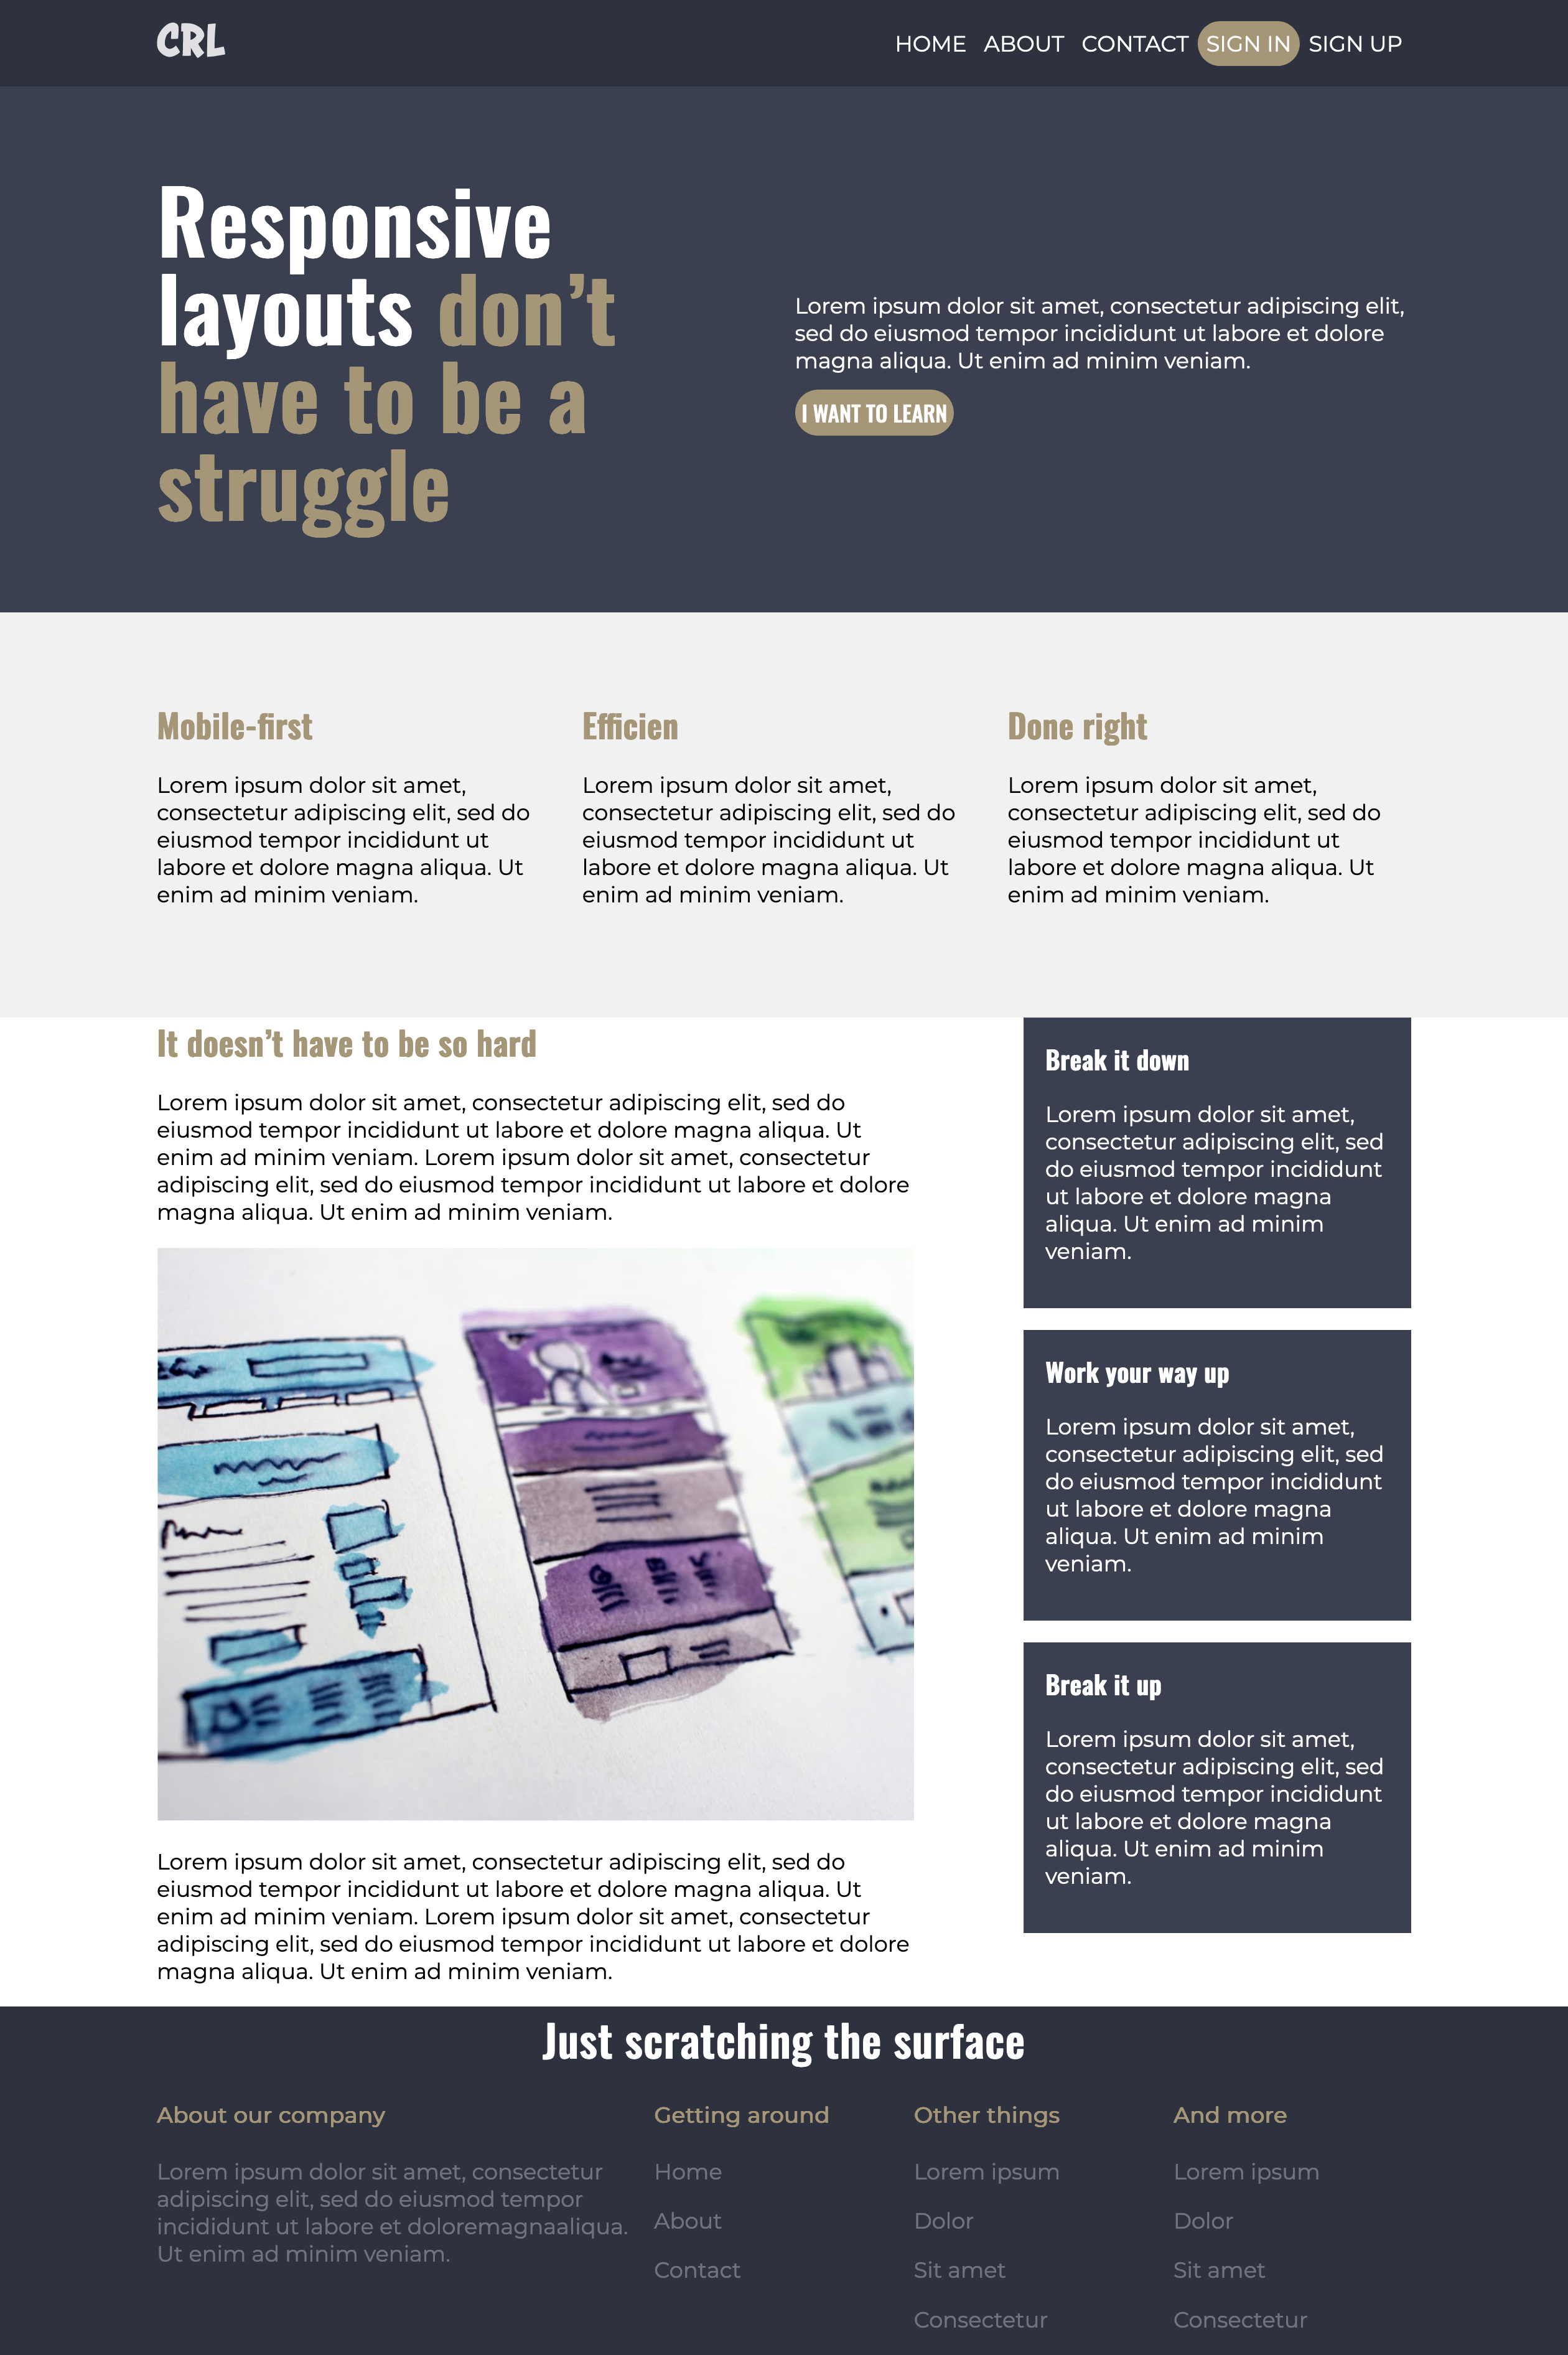 CRL
HOME ABOUT CONTACT SIGN IN SIGN UP
Responsive
layouts don’t
have to be a
struggle
Lorem ipsum dolor sit amet, consectetur adipiscing elit,
sed do eiusmod tempor incididunt ut labore et dolore
magna aliqua. Ut enim ad minim veniam.
I WANT TO LEARN
Mobile-first
Lorem ipsum dolor sit amet,
consectetur adipiscing elit, sed do
eiusmod tempor incididunt ut
labore et dolore magna aliqua. Ut
enim ad minim veniam.
Efficien
Lorem ipsum dolor sit amet,
consectetur adipiscing elit, sed do
eiusmod tempor incididunt ut
labore et dolore magna aliqua. Ut
enim ad minim veniam.
Done right
Lorem ipsum dolor sit amet,
consectetur adipiscing elit, sed do
eiusmod tempor incididunt ut
labore et dolore magna aliqua. Ut
enim ad minim veniam.
It doesn’t have to be so hard
Lorem ipsum dolor sit amet, consectetur adipiscing elit, sed do
eiusmod tempor incididunt ut labore et dolore magna aliqua. Ut
enim ad minim veniam. Lorem ipsum dolor sit amet, consectetur
adipiscing elit, sed do eiusmod tempor incididunt ut labore et dolore
magna aliqua. Ut enim ad minim veniam.
Lorem ipsum dolor sit amet, consectetur adipiscing elit, sed do
eiusmod tempor incididunt ut labore et dolore magna aliqua. Ut
enim ad minim veniam. Lorem ipsum dolor sit amet, consectetur
adipiscing elit, sed do eiusmod tempor incididunt ut labore et dolore
magna aliqua. Ut enim ad minim veniam.
Break it down
Lorem ipsum dolor sit amet,
consectetur adipiscing elit, sed
do eiusmod tempor incididunt
ut labore et dolore magna
aliqua. Ut enim ad minim
veniam.
Work your way up
Lorem ipsum dolor sit amet,
consectetur adipiscing elit, sed
do eiusmod tempor incididunt
ut labore et dolore magna
aliqua. Ut enim ad minim
veniam.
Break it up
Lorem ipsum dolor sit amet,
consectetur adipiscing elit, sed
do eiusmod tempor incididunt
ut labore et dolore magna
aliqua. Ut enim ad minim
veniam.
Just scratching the surface
About our company
Lorem ipsum dolor sit amet, consectetur
adipiscing elit, sed do eiusmod tempor
incididunt ut labore et doloremagnaaliqua.
Ut enim ad minim veniam.
Getting around
Home
About
Contact
Other things
Lorem ipsum
Dolor
Sit amet
Consectetur
And more
Lorem ipsum
Dolor
Sit amet
Consectetur